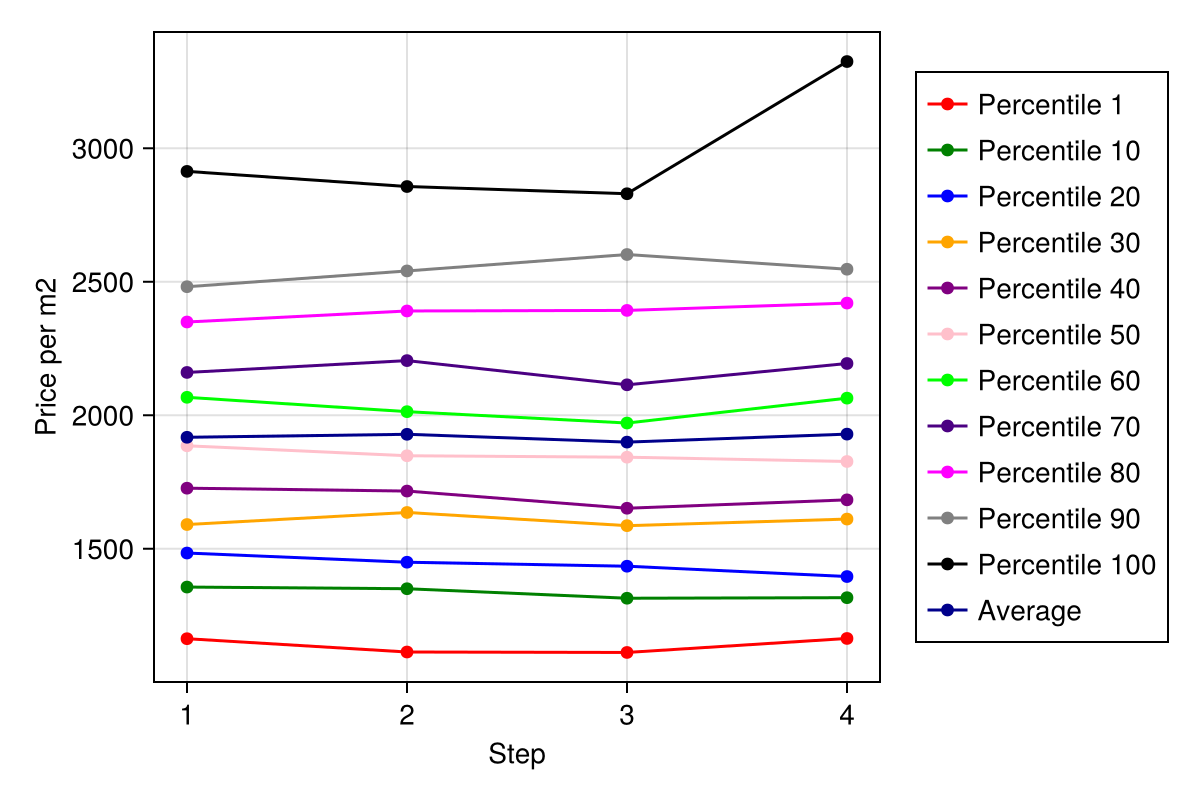 3000
2500
2000
1500
Price per m2
1 2 3 4
Step
Percentile 1
Percentile 10
Percentile 20
Percentile 30
Percentile 40
Percentile 50
Percentile 60
Percentile 70
Percentile 80
Percentile 90
Percentile 100
Average